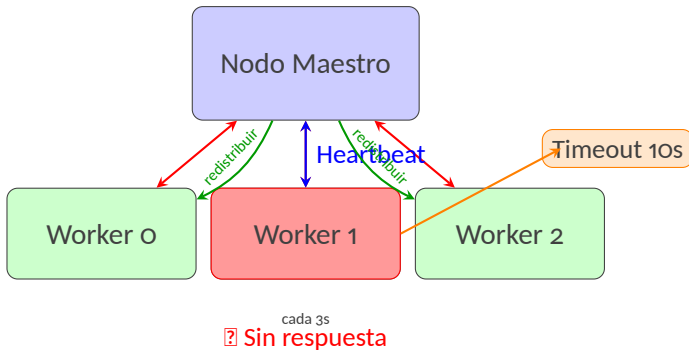 Nodo Maestro
redistribuir
Heartbeat
redistribuir
Timeout 10s
Worker 0
Worker 1
Worker 2
cada 3s
Sin respuesta